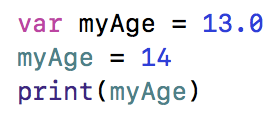 var myAge = 13.0
myAge = 14
print(myAge)